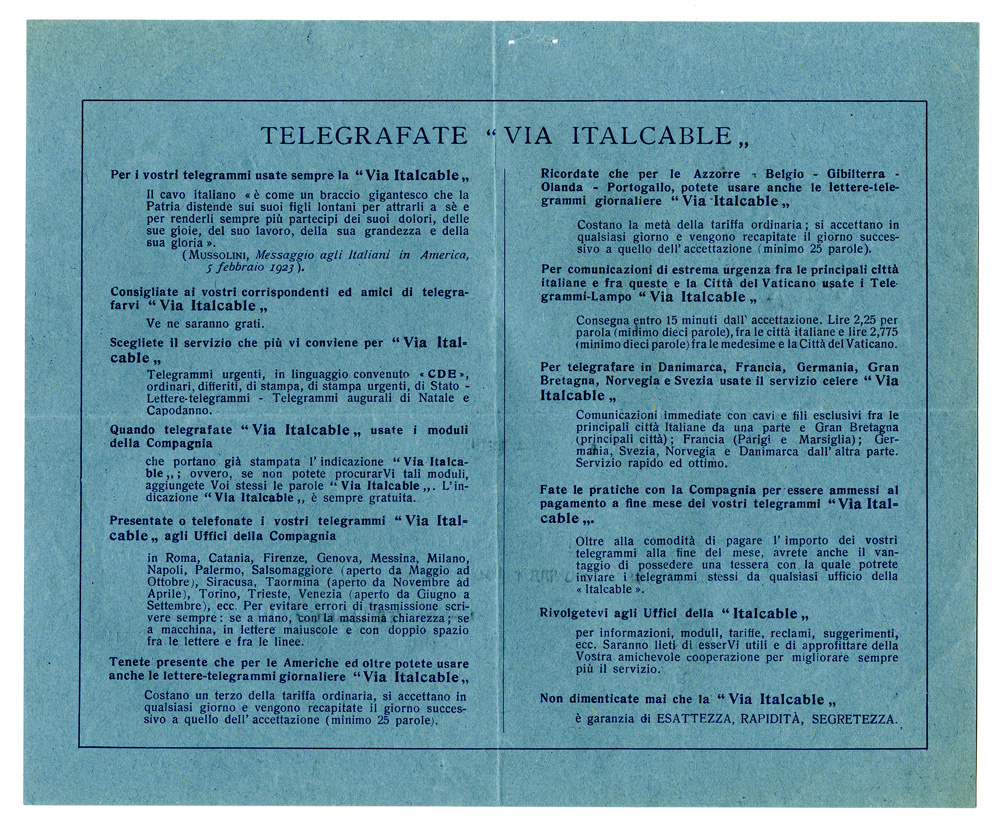 TELEGRAFATE “VIA ITALCABLE„
Per i vostri telegrammi usate sempre la “Via Italcable„
Il cavo italiano «è come un braccio gigantesco che la
Patria distende sui suoi figli lontani per attrarli a sè e
per renderli sempre più partecipi dei suoi dolori, delle
sue gioie, del suo lavoro, della sua grandezza e della
sua gloria».
(MUSSOLINI, Messaggio agli Italiani in America,
5 febbraio 1923).
Consigliate ai vostri corrispondenti ed amici di telegra-
farvi “Via Italcable„
Ve ne saranno grati.
Scegliete il servizio che più vi conviene per “Via Ital-
cable„
Telegrammi urgenti, in linguaggio convenuto «CDE»,
ordinari, differiti, di stampa, di stampa urgenti, di Stato -
Lettere-telegrammi - Telegrammi augurali di Natale e
Capodanno.
Quando telegrafate “Via Italcable„ usate i moduli
della Compagnia
che portano già stampata l'indicazione “Via Italca-
ble„; ovvero, se non potete procurarVi tali moduli,
aggiungete Voi stessi le parole “Via Italcable„. L'in-
dicazione “Via Italcable„ è sempre gratuita.
Presentate o telefonate i vostri telegrammi “Via Ital-
cable„ agli Uffici della Compagnia
in Roma, Catania, Firenze, Genova, Messina, Milano,
Napoli, Palermo, Salsomaggiore (aperto da Maggio ad
Ottobre), Siracusa, Taormina (aperto da Novembre ad
Aprile), Torino, Trieste, Venezia (aperto da Giugno a
Settembre), ecc. Per evitare errori di trasmissione scri-
vere sempre: se a mano, con la massima chiarezza; se
a macchina, in lettere maiuscole e con doppio spazio
fra le lettere e fra le linee.
Tenete presente che per le Americhe ed oltre potete usare
anche le lettere-telegrammi giornaliere “Via Italcable„
Costano un terzo della tariffa ordinaria, si accettano in
qualsiasi giorno e vengono recapitate il giorno succes-
sivo a quello dell'accettazione (minimo 25 parole).
Ricordate che per le Azzorre - Belgio - Gibilterra -
Olanda - Portogallo, potete usare anche le lettere-tele-
grammi giornaliere “Via Italcable„
Costano la metà della tariffa ordinaria; si accettano in
qualsiasi giorno e vengono recapitate il giorno succes-
sivo a quello dell'accettazione (minimo 25 parole).
Per comunicazioni di estrema urgenza fra le principali città
italiane e fra queste e la Città del Vaticano usate i Tele-
grammi-Lampo “Via Italcable„
Consegna entro 15 minuti dall'accettazione. Lire 2,25 per
parola (minimo dieci parole), fra le città italiane e lire 2,775
(minimo dieci parole) fra le medesime e la Città del Vaticano.
Per telegrafare in Danimarca, Francia, Germania, Gran
Bretagna, Norvegia e Svezia usate il servizio celere “Via
Italcable„
Comunicazioni immediate con cavi e fili esclusivi fra le
principali città Italiane da una parte e Gran Bretagna
(principali città); Francia (Parigi e Marsiglia); Ger-
mania, Svezia, Norvegia e Danimarca dall'altra parte.
Servizio rapido ed ottimo.
Fate le pratiche con la Compagnia per essere ammessi al
pagamento a fine mese dei vostri telegrammi “Via Ital-
cable„.
Oltre alla comodità di pagare l'importo dei vostri
telegrammi alla fine del mese, avrete anche il van-
taggio di possedere una tessera con la quale potrete
inviare i telegrammi stessi da qualsiasi ufficio della
«Italcable».
Rivolgetevi agli Uffici della “Italcable„
per informazioni, moduli, tariffe, reclami, suggerimenti,
ecc. Saranno lieti di esserVi utili e di approfittare della
Vostra amichevole cooperazione per migliorare sempre
più il servizio.
Non dimenticate mai che la “Via Italcable„
è garanzia di ESATTEZZA, RAPIDITÀ, SEGRETEZZA.